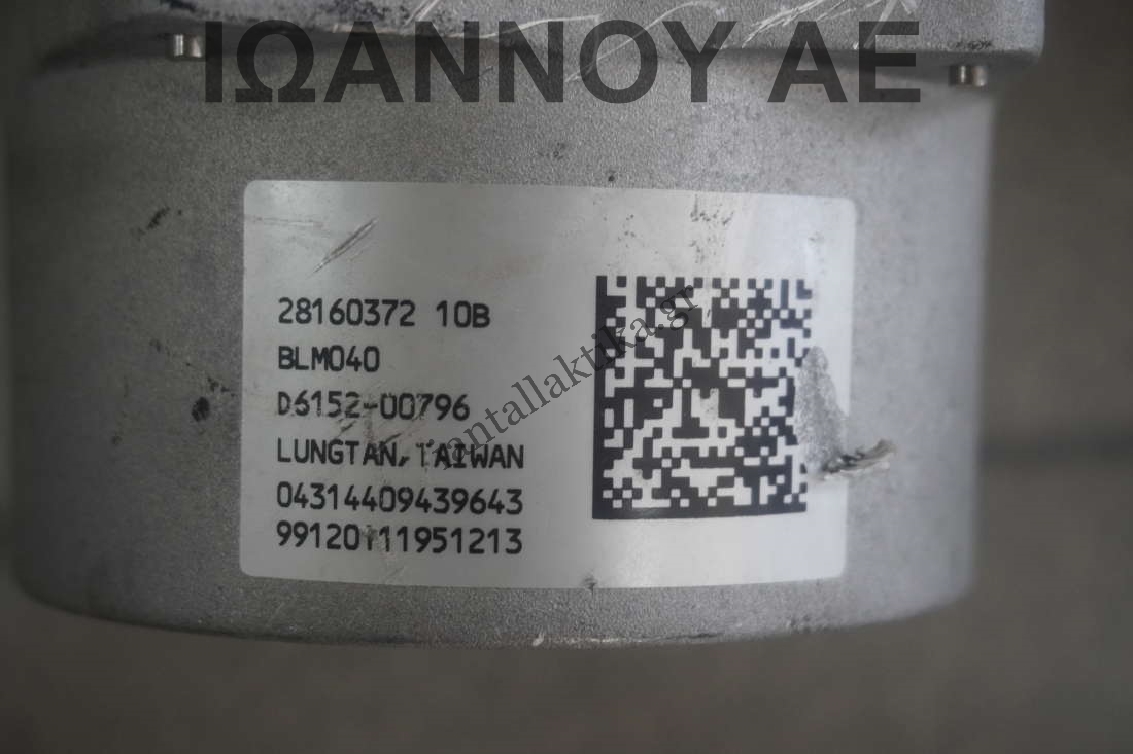 ΙΩΑΝΝΟΥ ΑΕ
28160372 10B
BLM040
antallaktika.gr
D6152-00796
LUNGTAN, TAIWAN
04314409439643
99120111951213